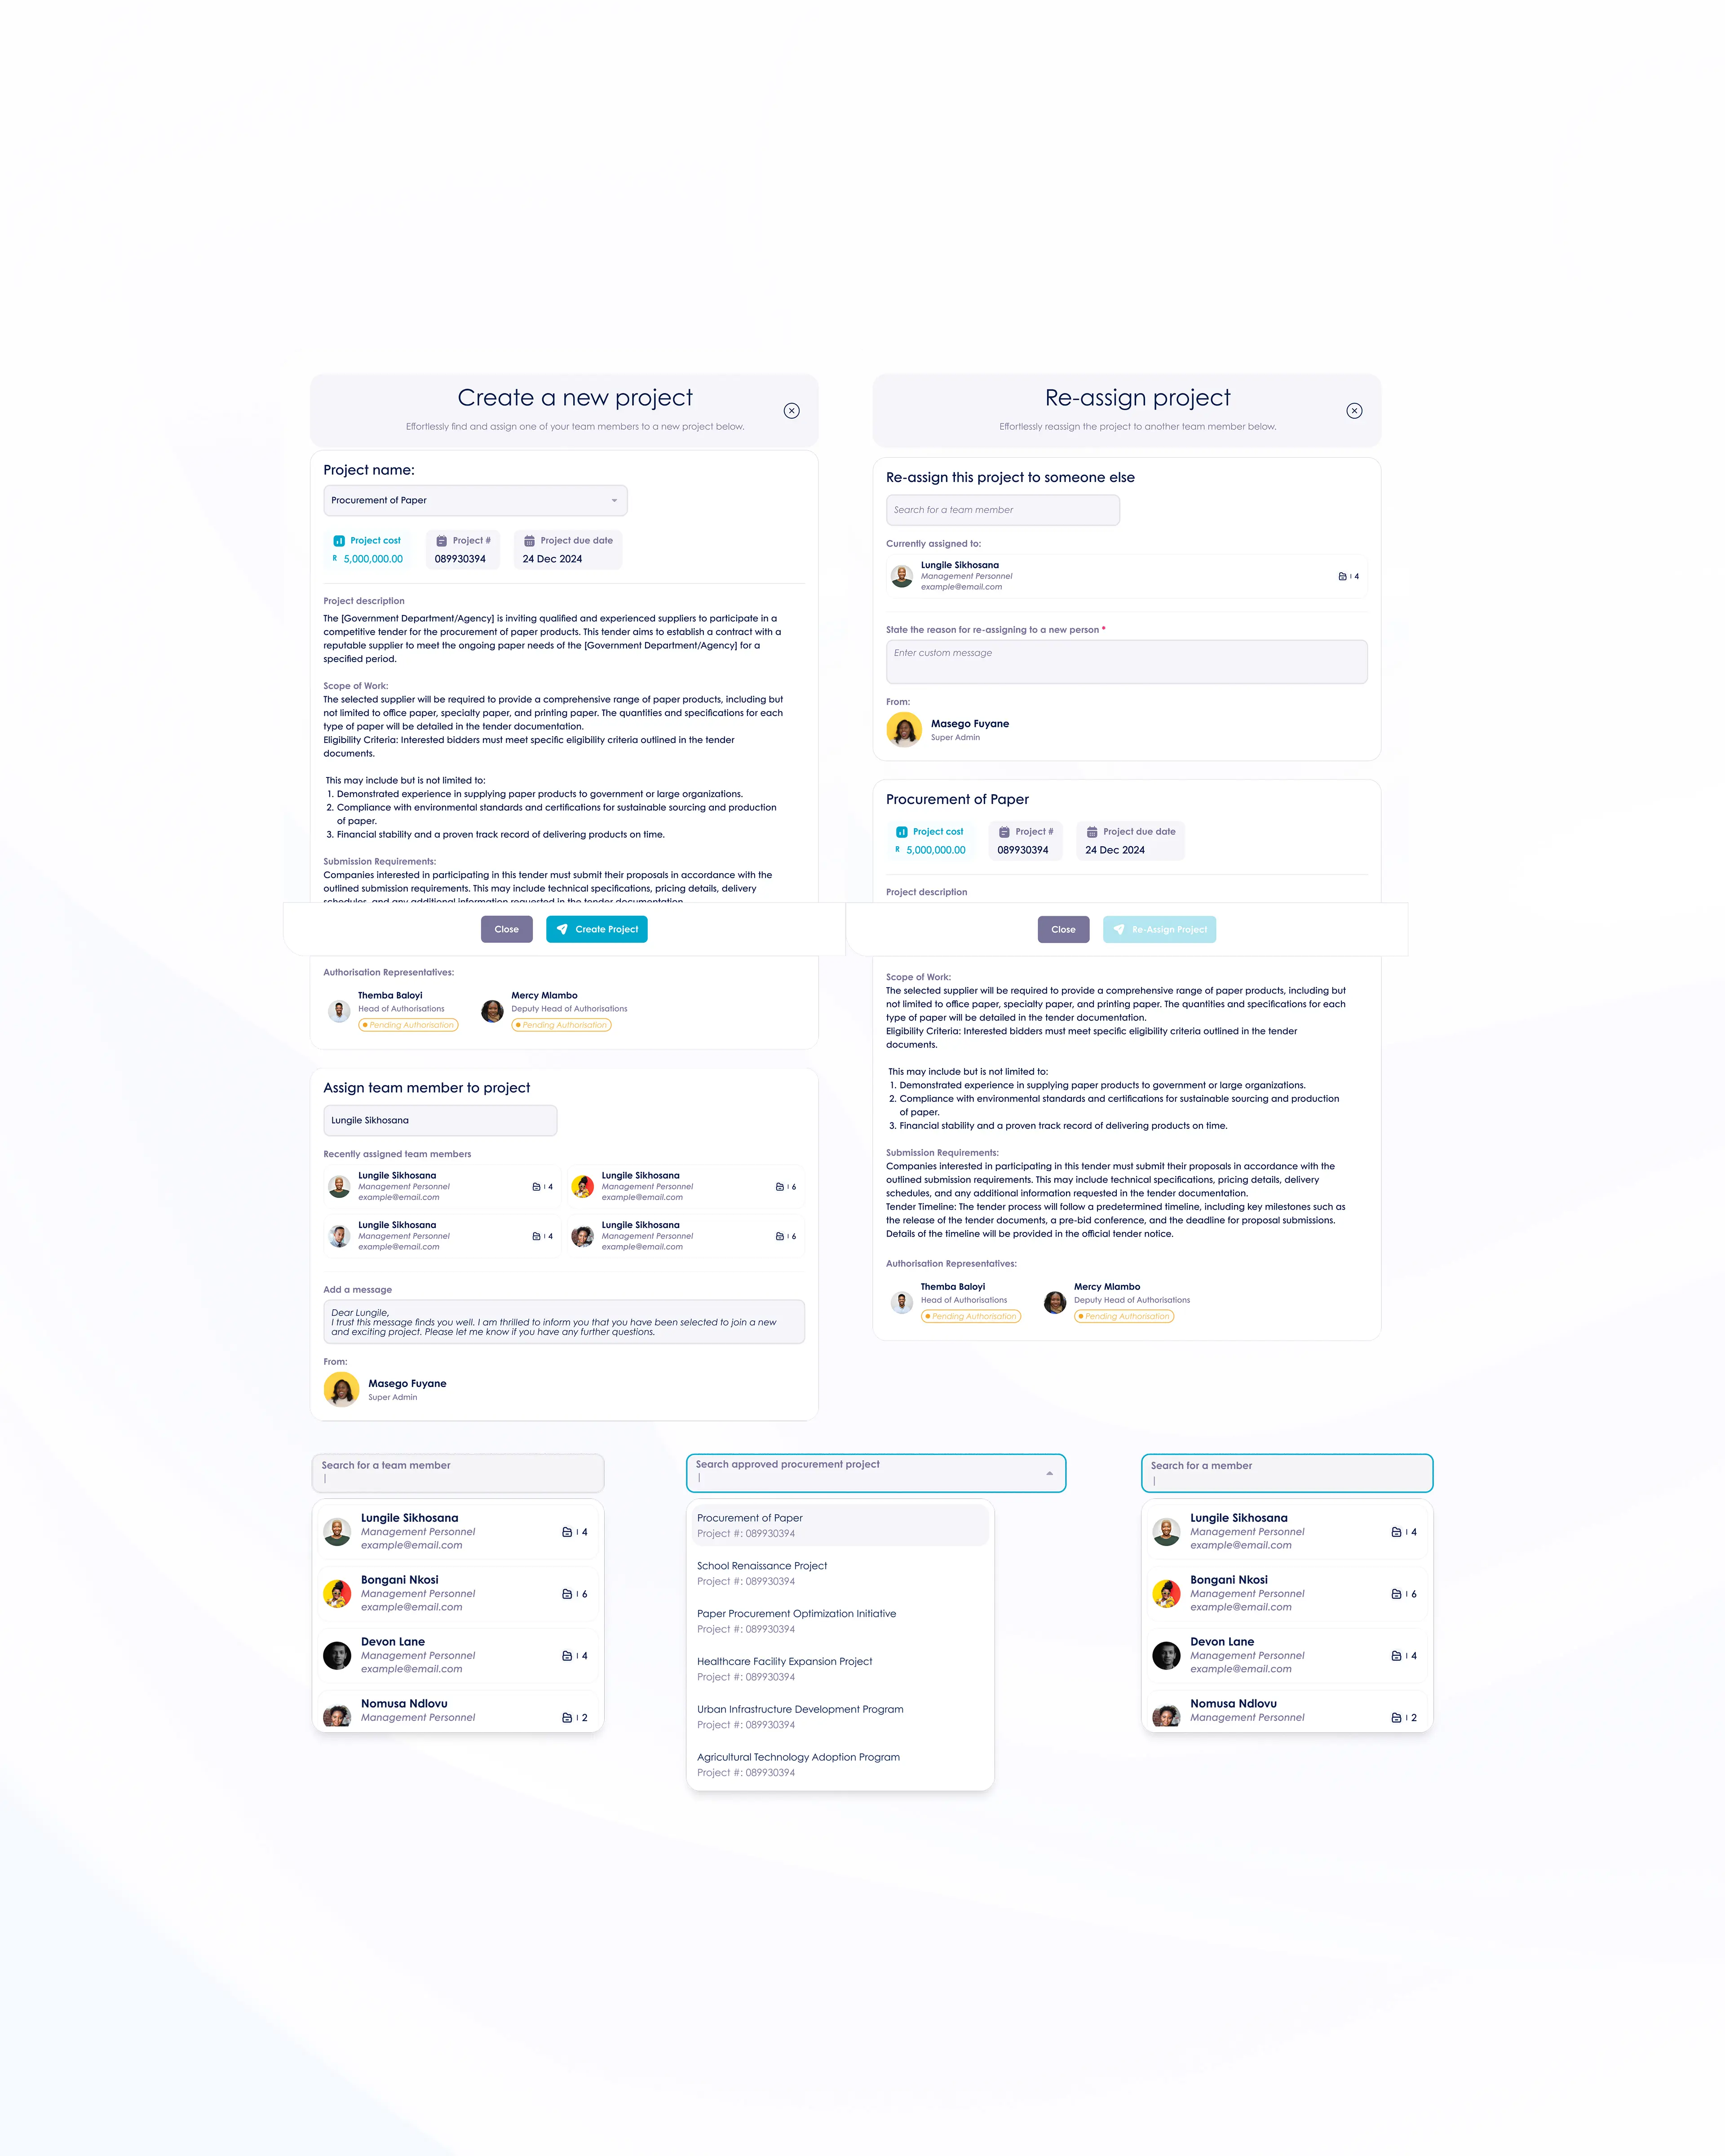 Create a new project
Effortlessly find and assign one of your team members to a new project below.
Project name:
Procurement of Paper
Project cost
R 5,000,000.00
Project #
089930394
Project due date
24 Dec 2024
Project description
The [Government Department/Agency] is inviting qualified and experienced suppliers to participate in a
competitive tender for the procurement of paper products. This tender aims to establish a contract with a
reputable supplier to meet the ongoing paper needs of the [Government Department/Agency] for a
specified period.
Scope of Work:
The selected supplier will be required to provide a comprehensive range of paper products, including but
not limited to office paper, specialty paper, and printing paper. The quantities and specifications for each
type of paper will be detailed in the tender documentation.
Eligibility Criteria: Interested bidders must meet specific eligibility criteria outlined in the tender
documents.
This may include but is not limited to:
1. Demonstrated experience in supplying paper products to government or large organizations.
2. Compliance with environmental standards and certifications for sustainable sourcing and production
of paper.
3. Financial stability and a proven track record of delivering products on time.
Submission Requirements:
Companies interested in participating in this tender must submit their proposals in accordance with the
outlined submission requirements. This may include technical specifications, pricing details, delivery
schedules, and any additional information requested in the tender documentation.
Close
Create Project
Authorisation Representatives:
Themba Baloyi
Head of Authorisations
Pending Authorisation
Mercy Mlambo
Deputy Head of Authorisations
Pending Authorisation
Assign team member to project
Lungile Sikhosana
Recently assigned team members
Lungile Sikhosana
Management Personnel
example@email.com
4
Lungile Sikhosana
Management Personnel
example@email.com
6
Lungile Sikhosana
Management Personnel
example@email.com
4
Lungile Sikhosana
Management Personnel
example@email.com
6
Add a message
Dear Lungile,
I trust this message finds you well. I am thrilled to inform you that you have been selected to join a new
and exciting project. Please let me know if you have any further questions.
From:
Masego Fuyane
Super Admin
Re-assign project
Effortlessly reassign the project to another team member below.
Re-assign this project to someone else
Search for a team member
Currently assigned to:
Lungile Sikhosana
Management Personnel
example@email.com
4
State the reason for re-assigning to a new person *
Enter custom message
From:
Masego Fuyane
Super Admin
Procurement of Paper
Project cost
R 5,000,000.00
Project #
089930394
Project due date
24 Dec 2024
Project description
Close
Re-Assign Project
Scope of Work:
The selected supplier will be required to provide a comprehensive range of paper products, including but
not limited to office paper, specialty paper, and printing paper. The quantities and specifications for each
type of paper will be detailed in the tender documentation.
Eligibility Criteria: Interested bidders must meet specific eligibility criteria outlined in the tender
documents.
This may include but is not limited to:
1. Demonstrated experience in supplying paper products to government or large organizations.
2. Compliance with environmental standards and certifications for sustainable sourcing and production
of paper.
3. Financial stability and a proven track record of delivering products on time.
Submission Requirements:
Companies interested in participating in this tender must submit their proposals in accordance with the
outlined submission requirements. This may include technical specifications, pricing details, delivery
schedules, and any additional information requested in the tender documentation.
Tender Timeline: The tender process will follow a predetermined timeline, including key milestones such as
the release of the tender documents, a pre-bid conference, and the deadline for proposal submissions.
Details of the timeline will be provided in the official tender notice.
Authorisation Representatives:
Themba Baloyi
Head of Authorisations
Pending Authorisation
Mercy Mlambo
Deputy Head of Authorisations
Pending Authorisation
Search for a team member
Lungile Sikhosana
Management Personnel
example@email.com
4
Bongani Nkosi
Management Personnel
example@email.com
6
Devon Lane
Management Personnel
example@email.com
4
Nomusa Ndlovu
Management Personnel
2
Search approved procurement project
Procurement of Paper
Project #: 089930394
School Renaissance Project
Project #: 089930394
Paper Procurement Optimization Initiative
Project #: 089930394
Healthcare Facility Expansion Project
Project #: 089930394
Urban Infrastructure Development Program
Project #: 089930394
Agricultural Technology Adoption Program
Project #: 089930394
Search for a member
Lungile Sikhosana
Management Personnel
example@email.com
4
Bongani Nkosi
Management Personnel
example@email.com
6
Devon Lane
Management Personnel
example@email.com
4
Nomusa Ndlovu
Management Personnel
2